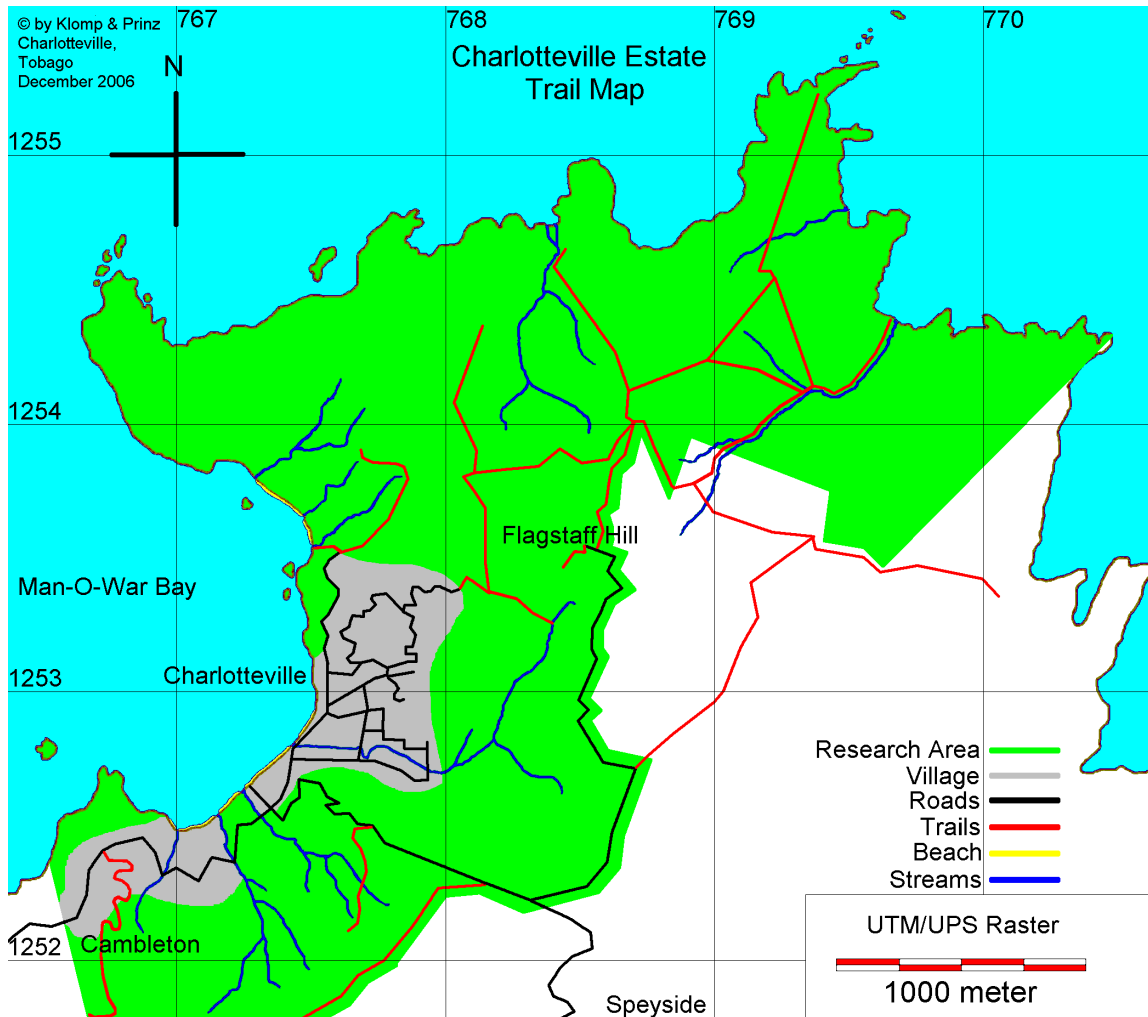 © by Klomp & Prinz
Charlotteville,
Tobago
December 2006
767
768
769
770
N
Charlotteville Estate
Trail Map
1255
1254
Flagstaff Hill
Man-O-War Bay
Charlotteville
1253
Research Area
Village
Roads
Trails
Beach
Streams
1252
Cambleton
UTM/UPS Raster
1000 meter
Speyside